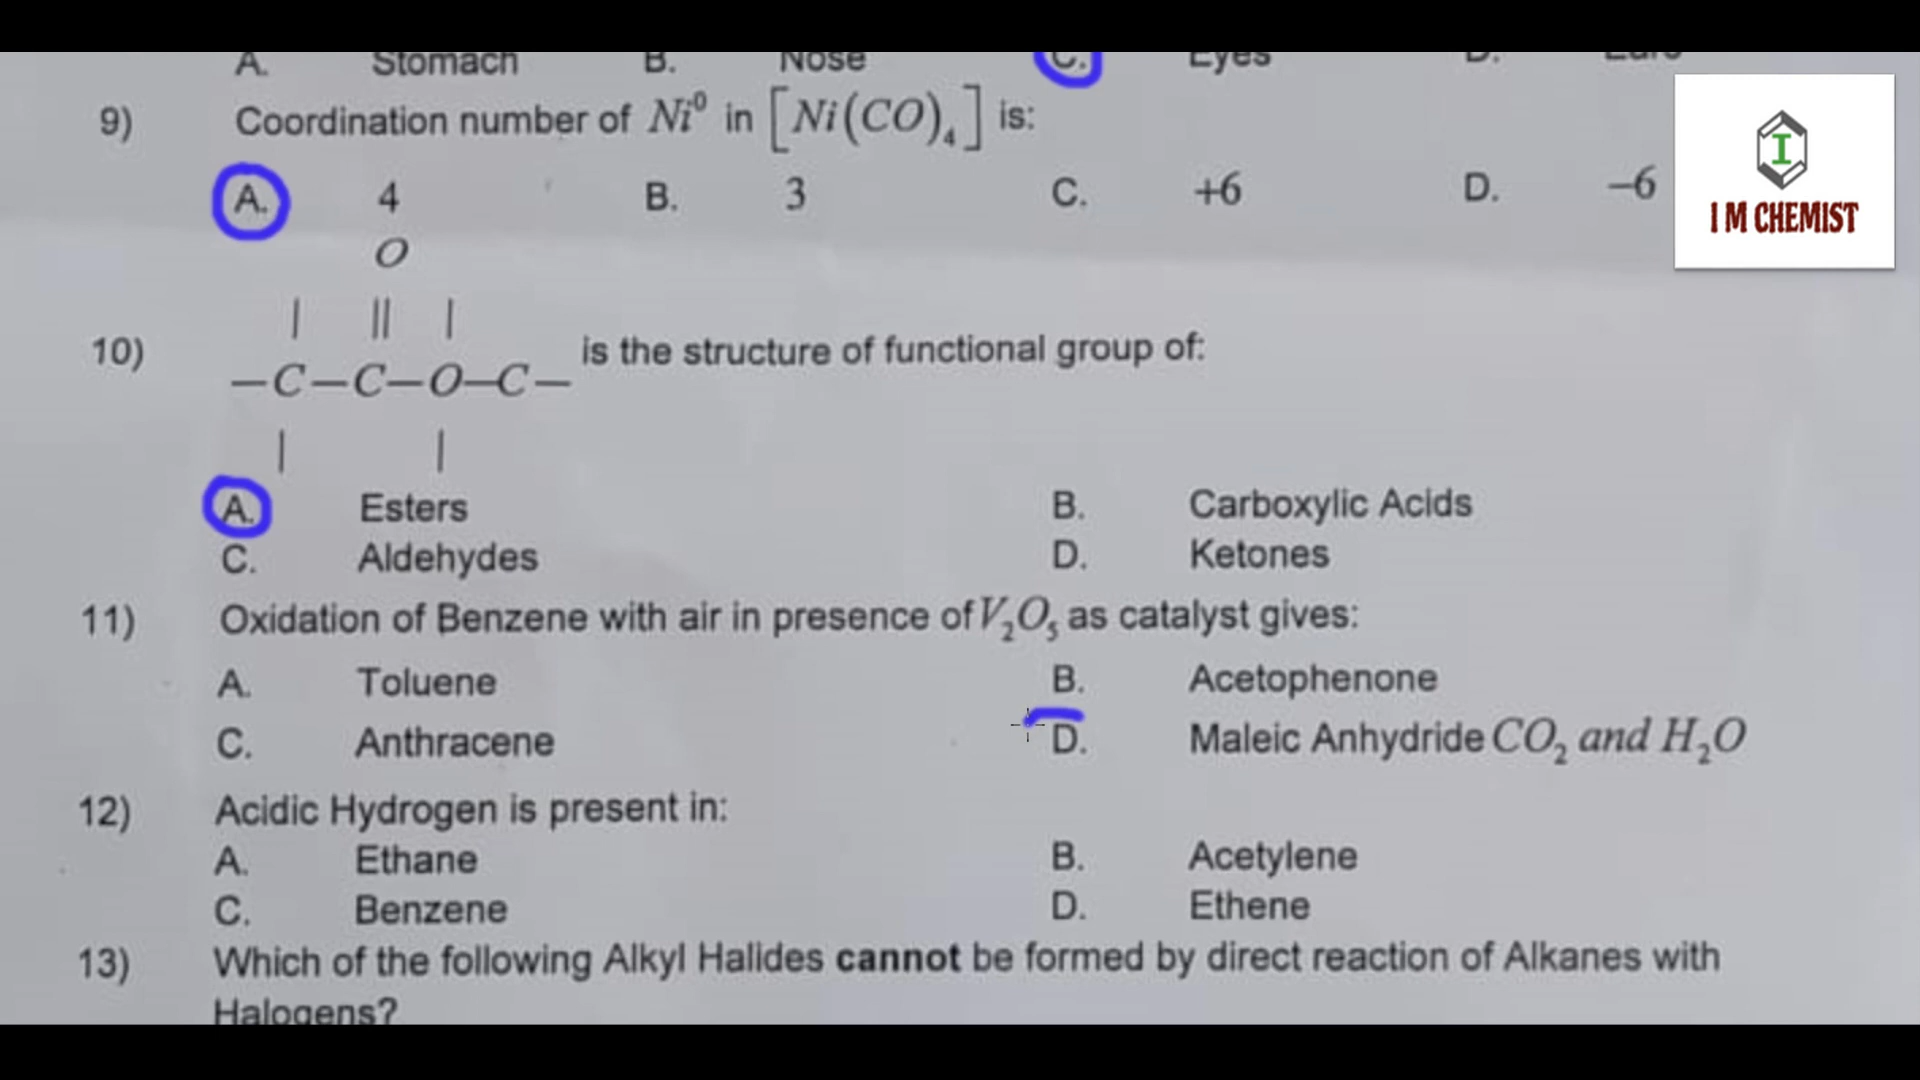 A. Stomach B. Nose C. Eyes D.
9) Coordination number of Ni⁰ in [Ni(CO)₄] is:
A. 4 B. 3 C. +6 D. −6
I
I M CHEMIST
O
| || |
10) −C−C−O−C− is the structure of functional group of:
| |
A. Esters B. Carboxylic Acids
C. Aldehydes D. Ketones
11) Oxidation of Benzene with air in presence of V₂O₅ as catalyst gives:
A. Toluene B. Acetophenone
C. Anthracene D. Maleic Anhydride CO₂ and H₂O
12) Acidic Hydrogen is present in:
A. Ethane B. Acetylene
C. Benzene D. Ethene
13) Which of the following Alkyl Halides cannot be formed by direct reaction of Alkanes with
Halogens?